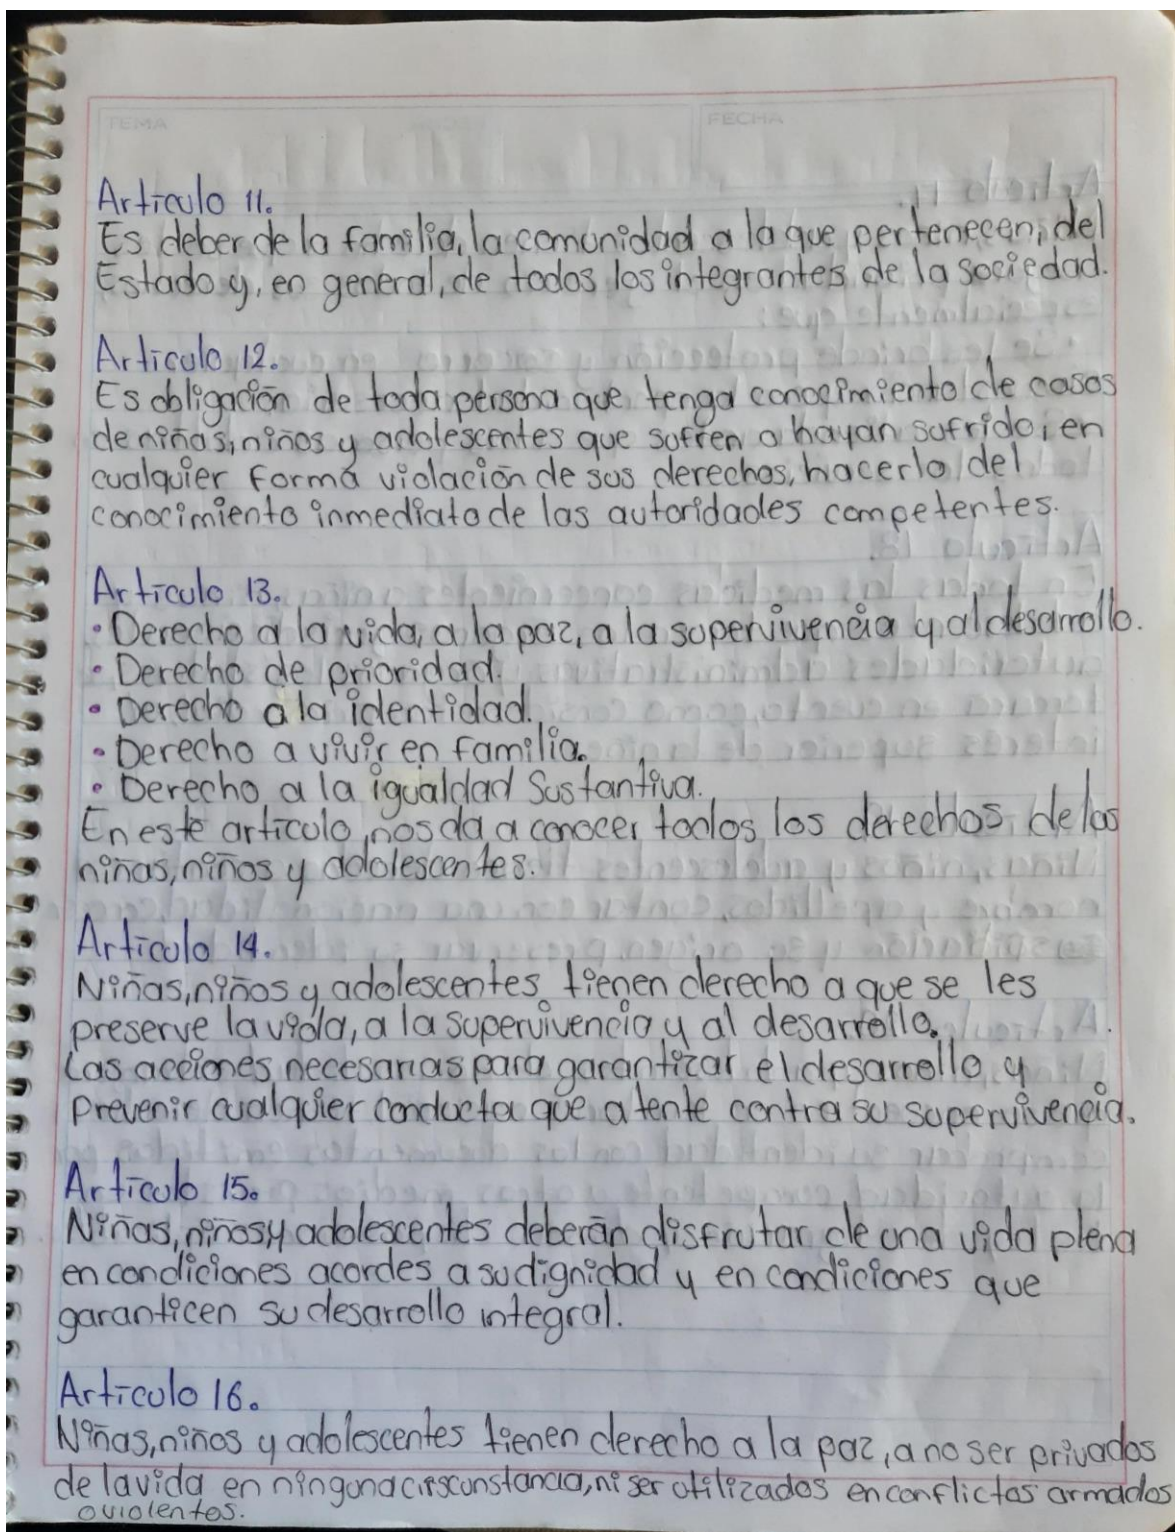 TEMA
FECHA
Artículo 11.
Es deber de la familia, la comunidad a la que pertenecen, del
Estado y, en general, de todos los integrantes de la sociedad.
Artículo 12.
Es obligación de toda persona que tenga conocimiento de casos
de niñas, niños y adolescentes que sufren o hayan sufrido, en
cualquier forma violación de sus derechos, hacerlo del
conocimiento inmediato de las autoridades competentes.
Artículo 13.
• Derecho a la vida, a la paz, a la supervivencia y al desarrollo.
• Derecho de prioridad.
• Derecho a la identidad.
• Derecho a vivir en familia.
• Derecho a la igualdad Sustantiva.
En este artículo, nos da a conocer todos los derechos de las
niñas, niños y adolescentes.
Artículo 14.
Niñas, niños y adolescentes tienen derecho a que se les
preserve la vida, a la supervivencia y al desarrollo.
Las acciones necesarias para garantizar el desarrollo y
prevenir cualquier conducta que atente contra su supervivencia.
Artículo 15.
Niñas, niños y adolescentes deberán disfrutar de una vida plena
en condiciones acordes a su dignidad y en condiciones que
garanticen su desarrollo integral.
Artículo 16.
Niñas, niños y adolescentes tienen derecho a la paz, a no ser privados
de la vida en ninguna cirsconstancia, ni ser utilizados en conflictos armados
o violentos.